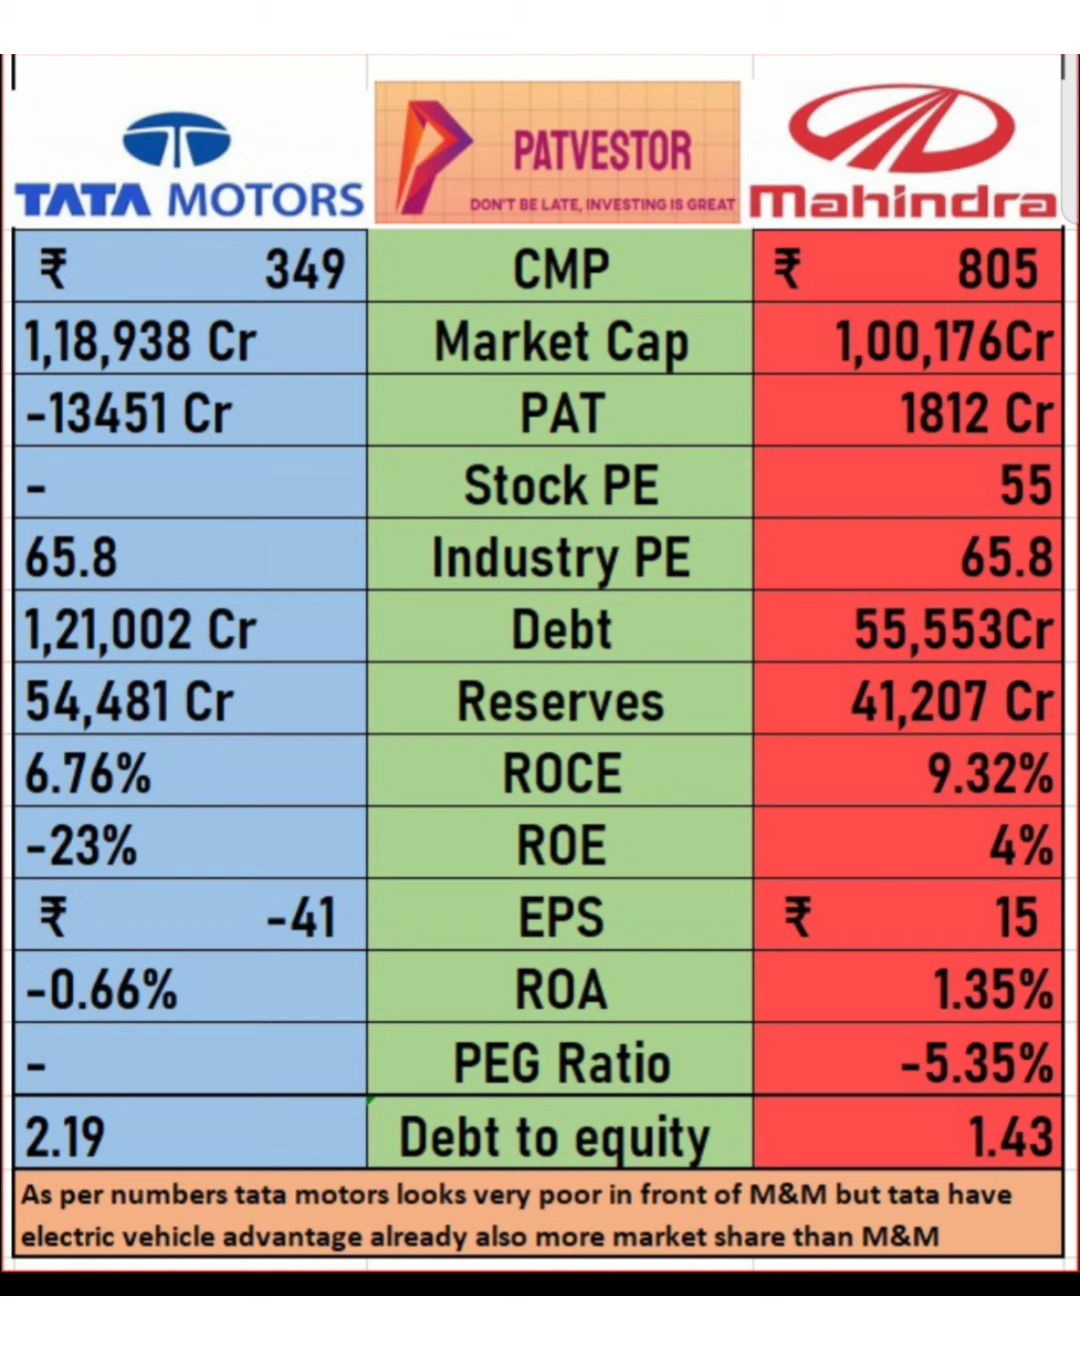 TATA MOTORS
PATVESTOR
DON'T BE LATE, INVESTING IS GREAT
Mahindra
₹ 349 CMP ₹ 805
1,18,938 Cr Market Cap 1,00,176Cr
-13451 Cr PAT 1812 Cr
- Stock PE 55
65.8 Industry PE 65.8
1,21,002 Cr Debt 55,553Cr
54,481 Cr Reserves 41,207 Cr
6.76% ROCE 9.32%
-23% ROE 4%
₹ -41 EPS ₹ 15
-0.66% ROA 1.35%
- PEG Ratio -5.35%
2.19 Debt to equity 1.43
As per numbers tata motors looks very poor in front of M&M but tata have
electric vehicle advantage already also more market share than M&M